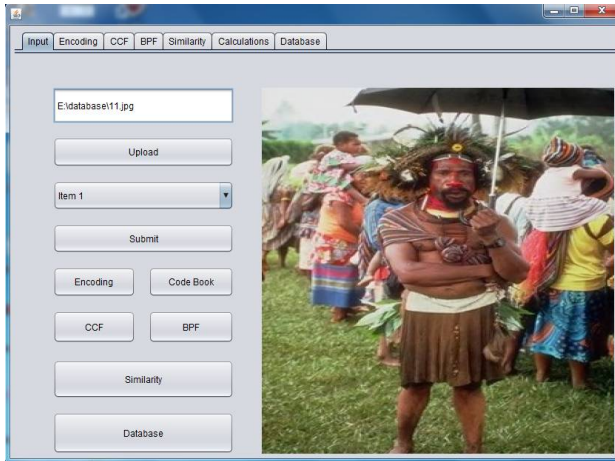 Input Encoding CCF BPF Similarity Calculations Database
E:\database\11.jpg
Upload
Item 1
Submit
Encoding Code Book
CCF BPF
Similarity
Database